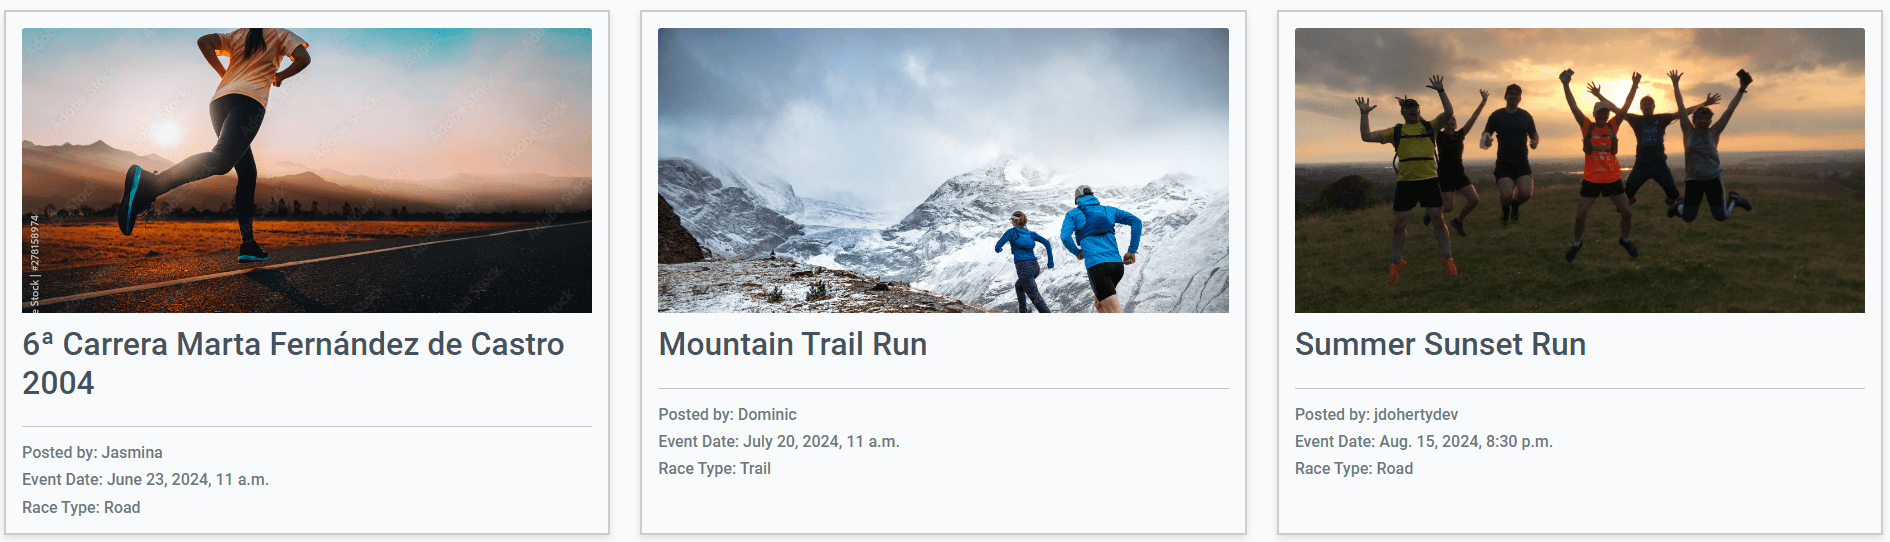 Adobe Stock
e Stock | #278158974
6ª Carrera Marta Fernández de Castro
2004
Posted by: Jasmina
Event Date: June 23, 2024, 11 a.m.
Race Type: Road
Mountain Trail Run
Posted by: Dominic
Event Date: July 20, 2024, 11 a.m.
Race Type: Trail
Summer Sunset Run
Posted by: jdohertydev
Event Date: Aug. 15, 2024, 8:30 p.m.
Race Type: Road